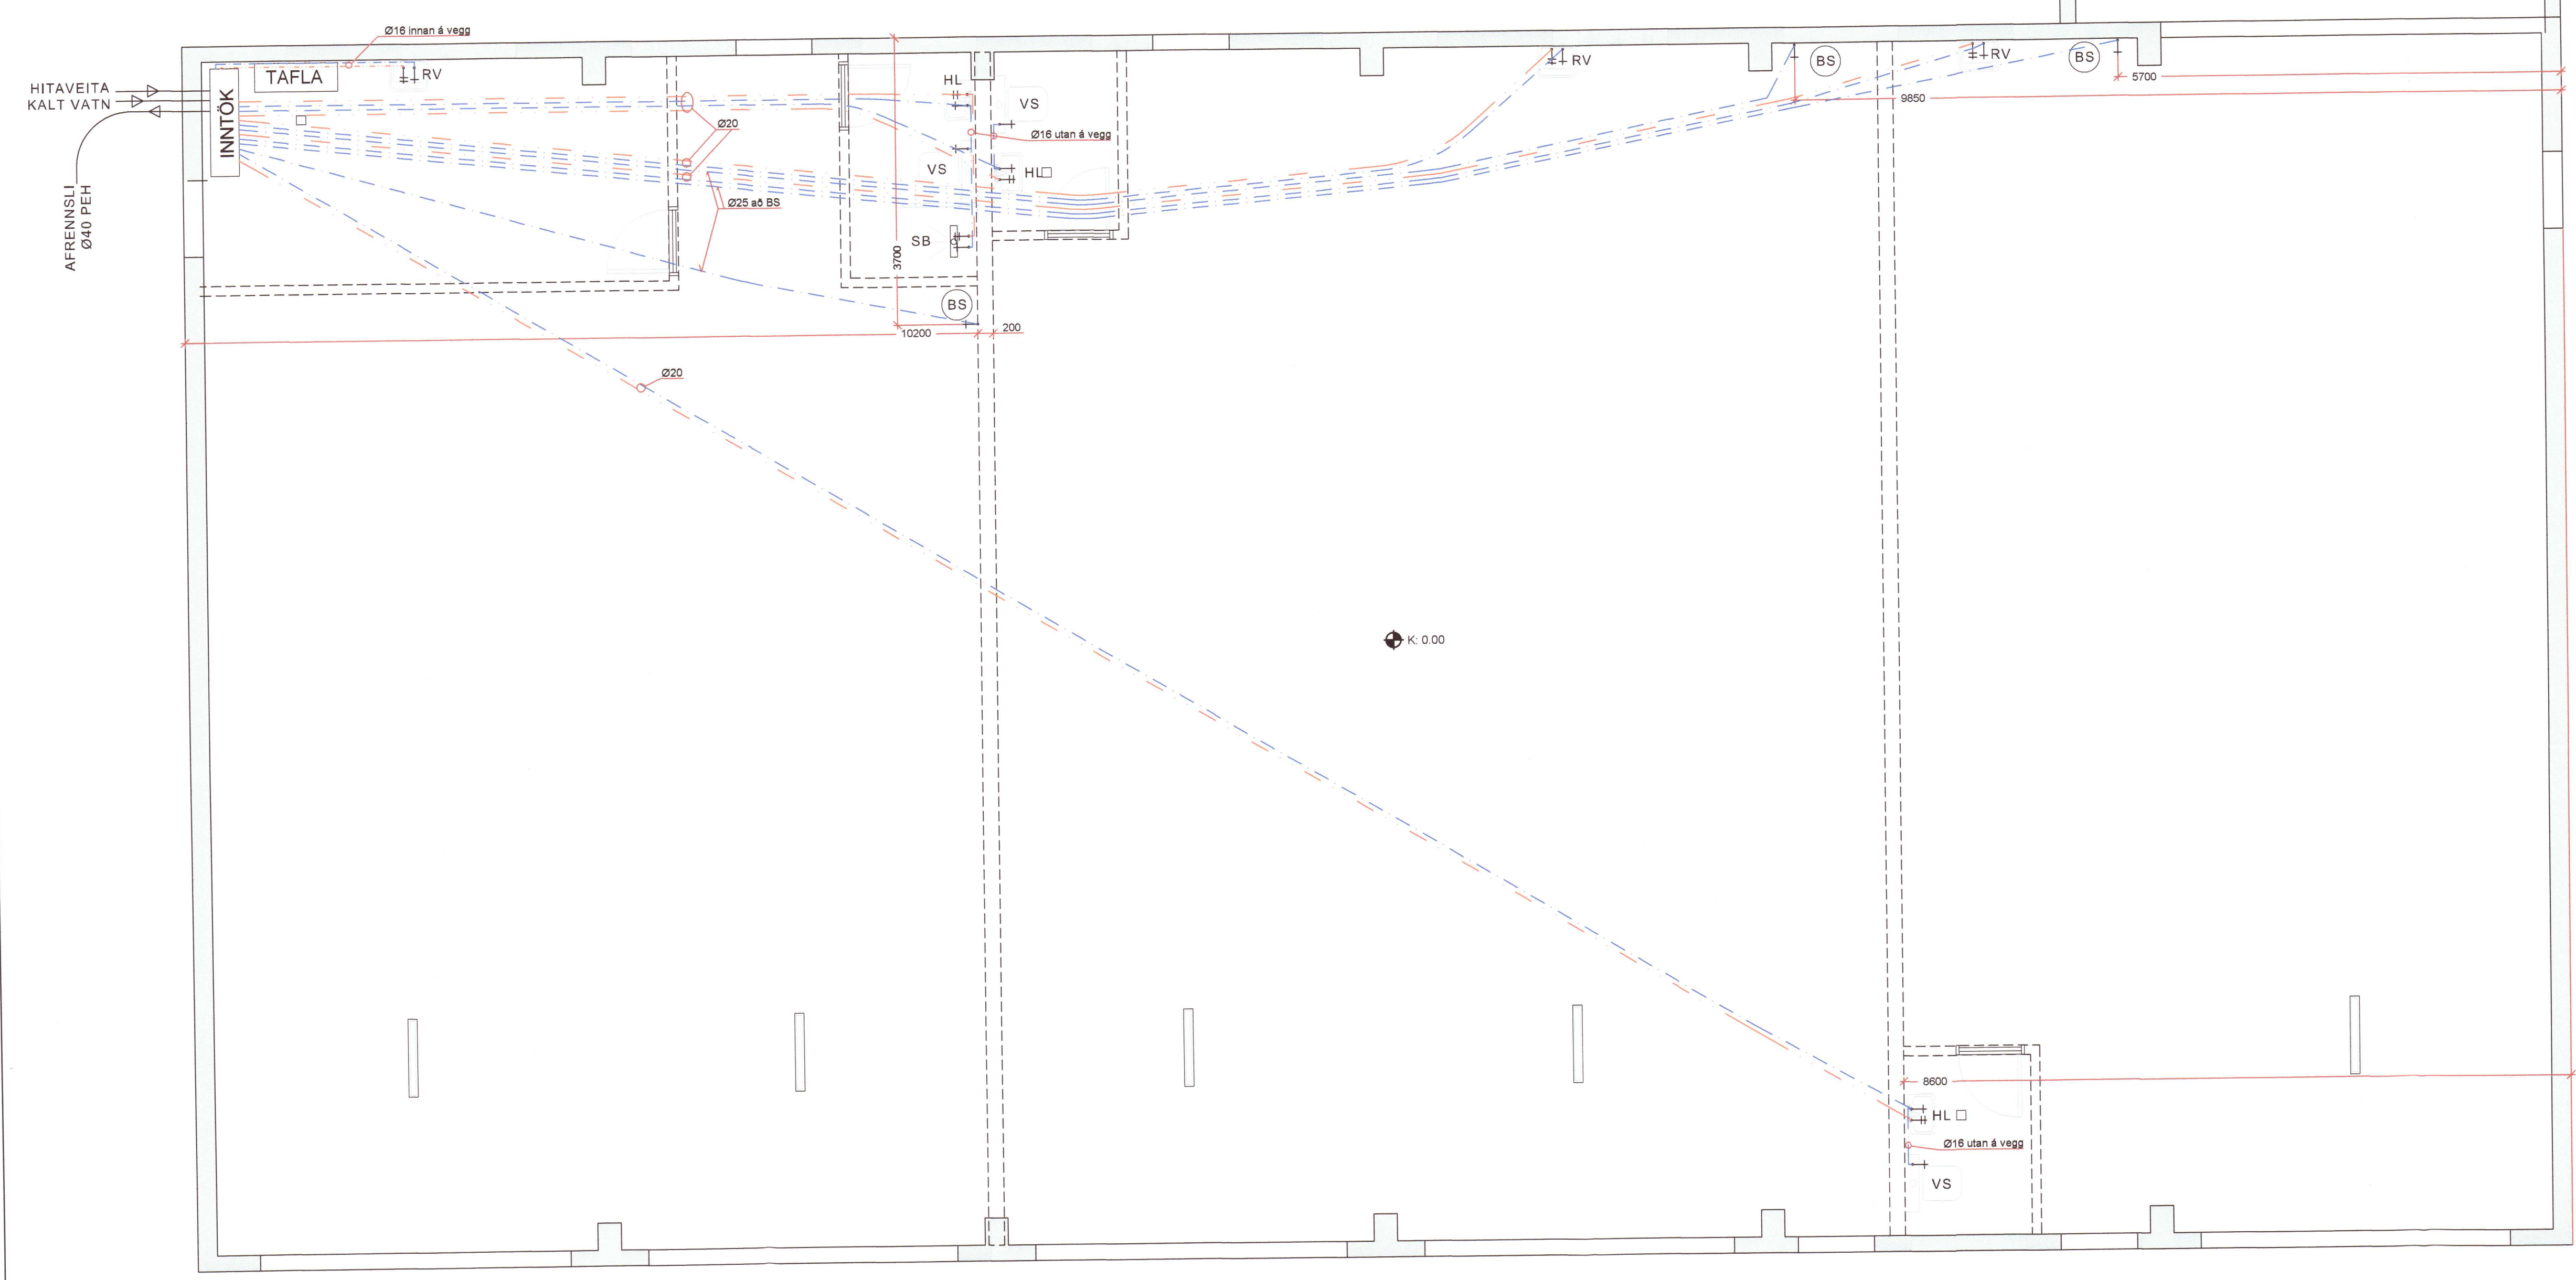 Ø16 innan á vegg
HITAVEITA
KALT VATN
AFRENNSLI
Ø40 PEH
INNTÖK
TAFLA
RV
Ø20
Ø25 að BS
HL
VS
Ø16 utan á vegg
VS
HL
SB
3700
BS
10200
200
Ø20
RV
BS
RV
BS
5700
9850
K: 0.00
8600
HL
Ø16 utan á vegg
VS